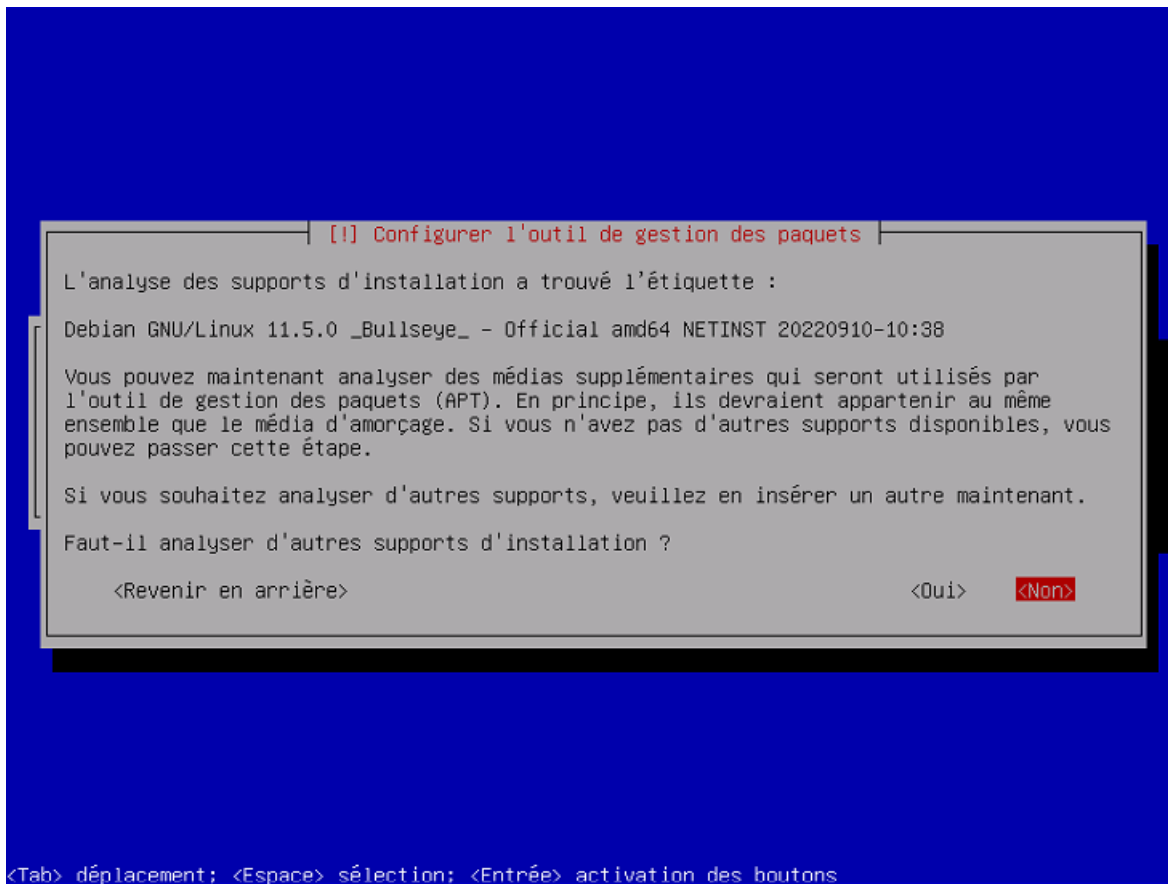 [!] Configurer l'outil de gestion des paquets
L'analyse des supports d'installation a trouvé l’étiquette :
Debian GNU/Linux 11.5.0 _Bullseye_ - Official amd64 NETINST 20220910-10:38
Vous pouvez maintenant analyser des médias supplémentaires qui seront utilisés par
l'outil de gestion des paquets (APT). En principe, ils devraient appartenir au même
ensemble que le média d'amorçage. Si vous n'avez pas d'autres supports disponibles, vous
pouvez passer cette étape.
Si vous souhaitez analyser d'autres supports, veuillez en insérer un autre maintenant.
Faut-il analyser d'autres supports d'installation ?
<Revenir en arrière> <Oui> <Non>
<Tab> déplacement; <Espace> sélection; <Entrée> activation des boutons